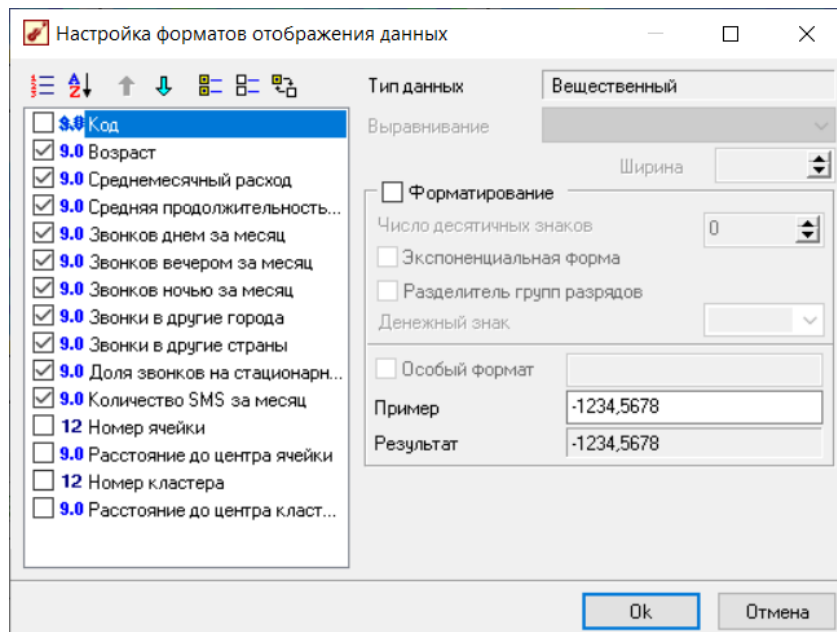 Настройка форматов отображения данных
9.0 Код
9.0 Возраст
9.0 Среднемесячный расход
9.0 Средняя продолжительность...
9.0 Звонков днем за месяц
9.0 Звонков вечером за месяц
9.0 Звонков ночью за месяц
9.0 Звонки в другие города
9.0 Звонки в другие страны
9.0 Доля звонков на стационарн...
9.0 Количество SMS за месяц
12 Номер ячейки
9.0 Расстояние до центра ячейки
12 Номер кластера
9.0 Расстояние до центра класт...
Тип данных Вещественный
Выравнивание
Ширина
Форматирование
Число десятичных знаков 0
Экспоненциальная форма
Разделитель групп разрядов
Денежный знак
Особый формат
Пример -1234,5678
Результат -1234,5678
Ok Отмена